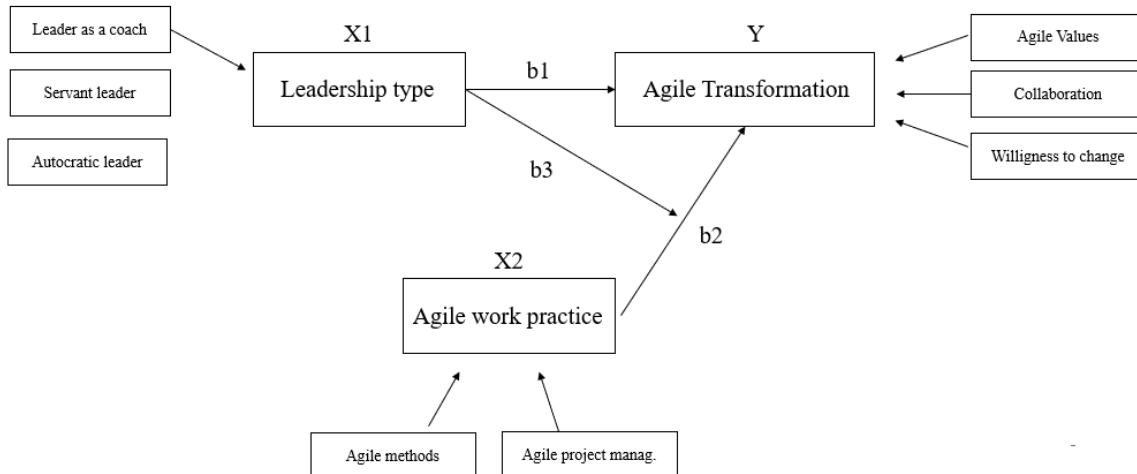 Leader as a coach
Servant leader
Autocratic leader
X1
Leadership type
b1
b3
Y
Agile Transformation
b2
Agile Values
Collaboration
Willigness to change
X2
Agile work practice
Agile methods
Agile project manag.